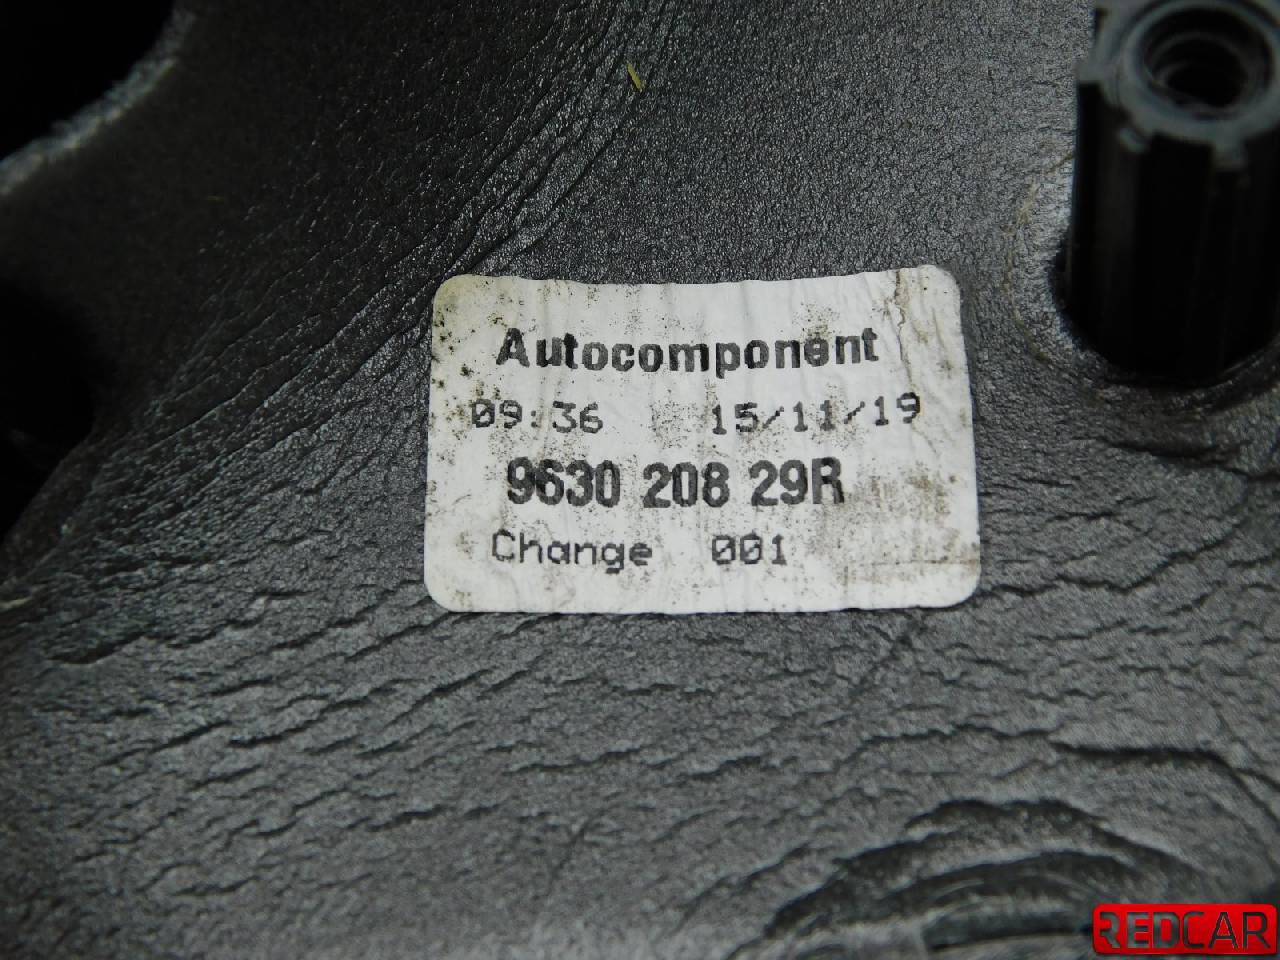 Autocomponent
09:36 15/11/19
9630 208 29R
Change 001
REDCAR